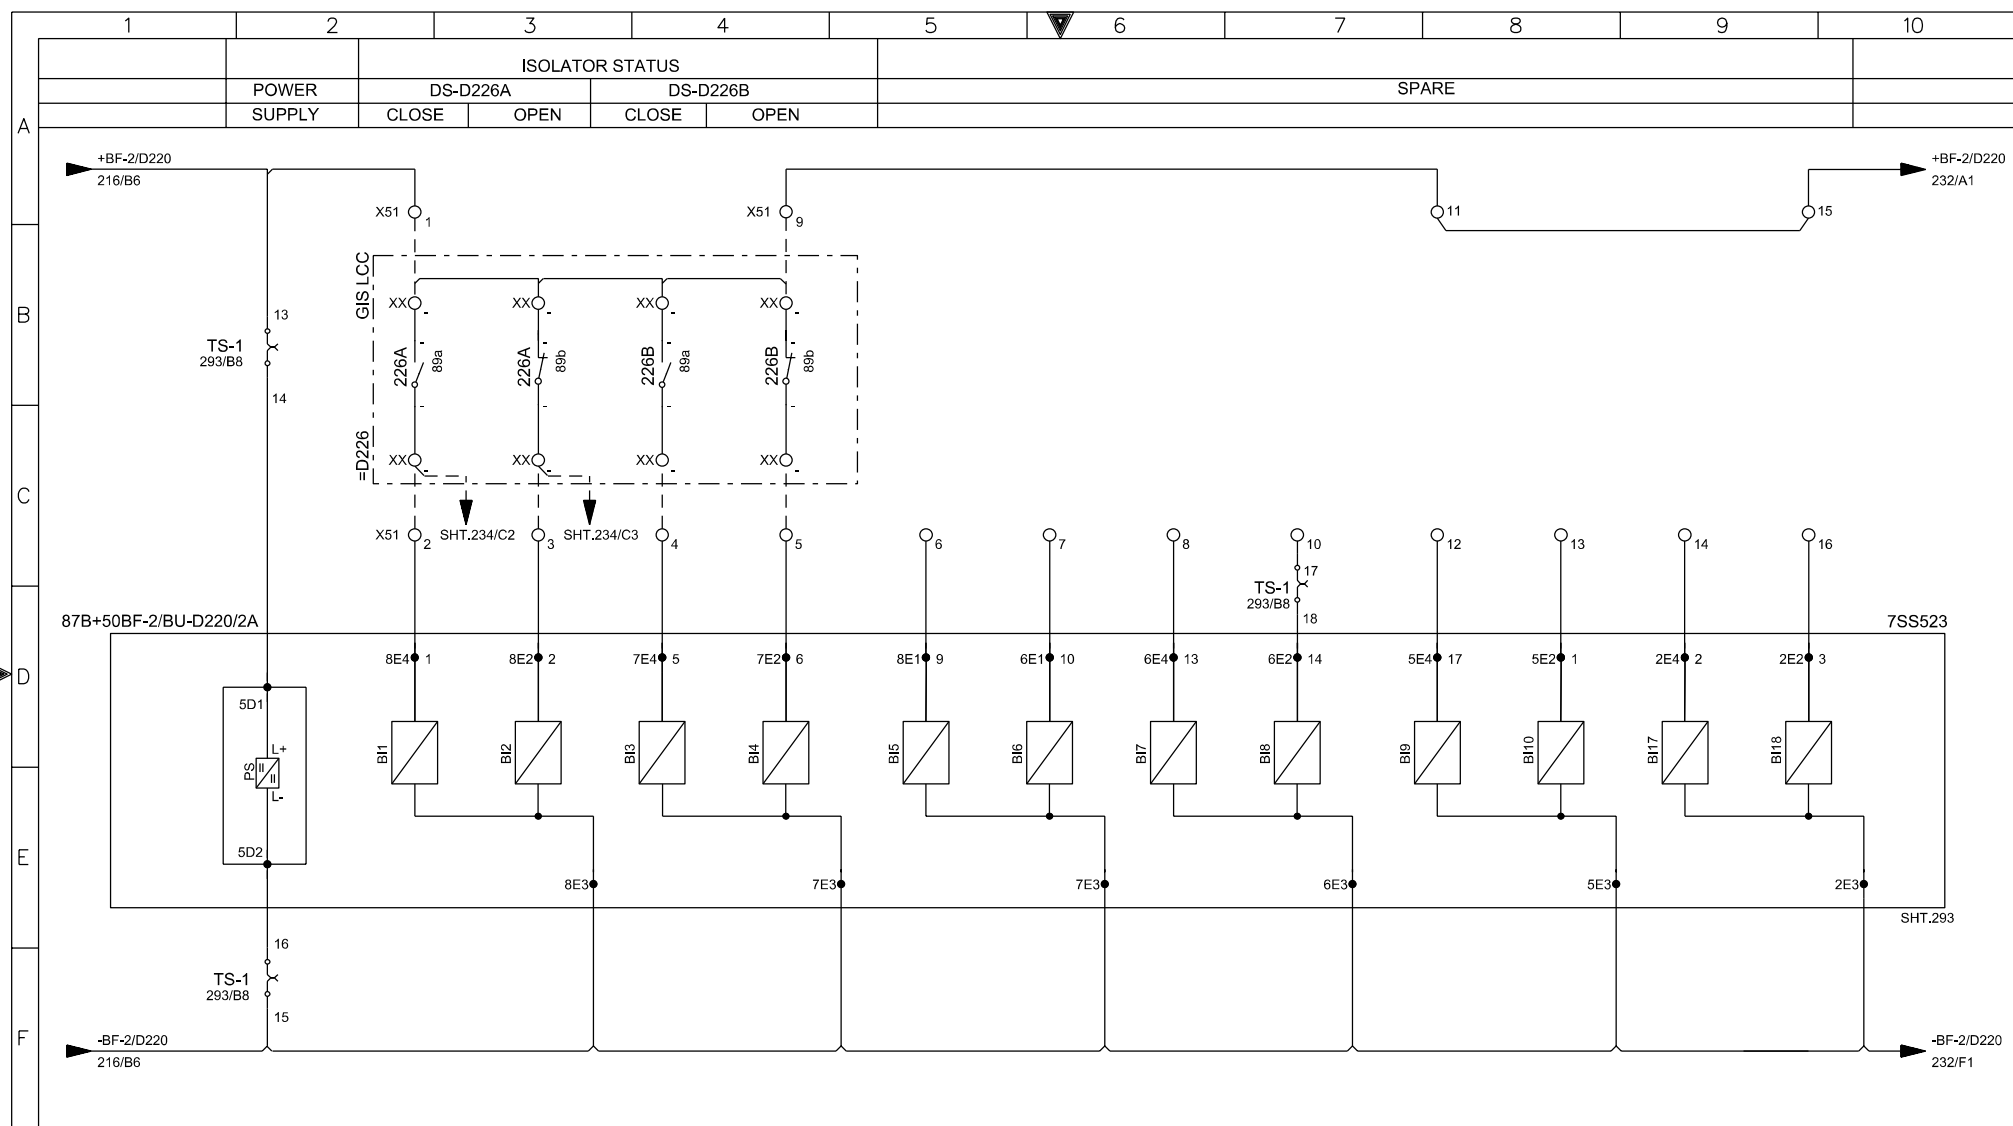 1 2 3 4 5 6 7 8 9 10
ISOLATOR STATUS
POWER DS-D226A DS-D226B SPARE
SUPPLY CLOSE OPEN CLOSE OPEN
A
+BF-2/D220 +BF-2/D220
216/B6 232/A1
X51 1 X51 9 11 15
GIS LCC
B
XX - XX - XX - XX -
13
TS-1
293/B8
14
226A - 89a - 226A - 89b - 226B - 89a - 226B - 89b -
=D226
XX - XX - XX - XX -
C
X51 2 SHT.234/C2 3 SHT.234/C3 4 5 6 7 8 10 12 13 14 16
17
TS-1
293/B8
18
87B+50BF-2/BU-D220/2A 7SS523
D
8E4 1 8E2 2 7E4 5 7E2 6 8E1 9 6E1 10 6E4 13 6E2 14 5E4 17 5E2 1 2E4 2 2E2 3
5D1
L+
PS
L-
BI1 BI2 BI3 BI4 BI5 BI6 BI7 BI8 BI9 BI10 BI17 BI18
5D2
E
8E3 7E3 7E3 6E3 5E3 2E3
SHT.293
16
TS-1
293/B8
15
F
-BF-2/D220 -BF-2/D220
216/B6 232/F1